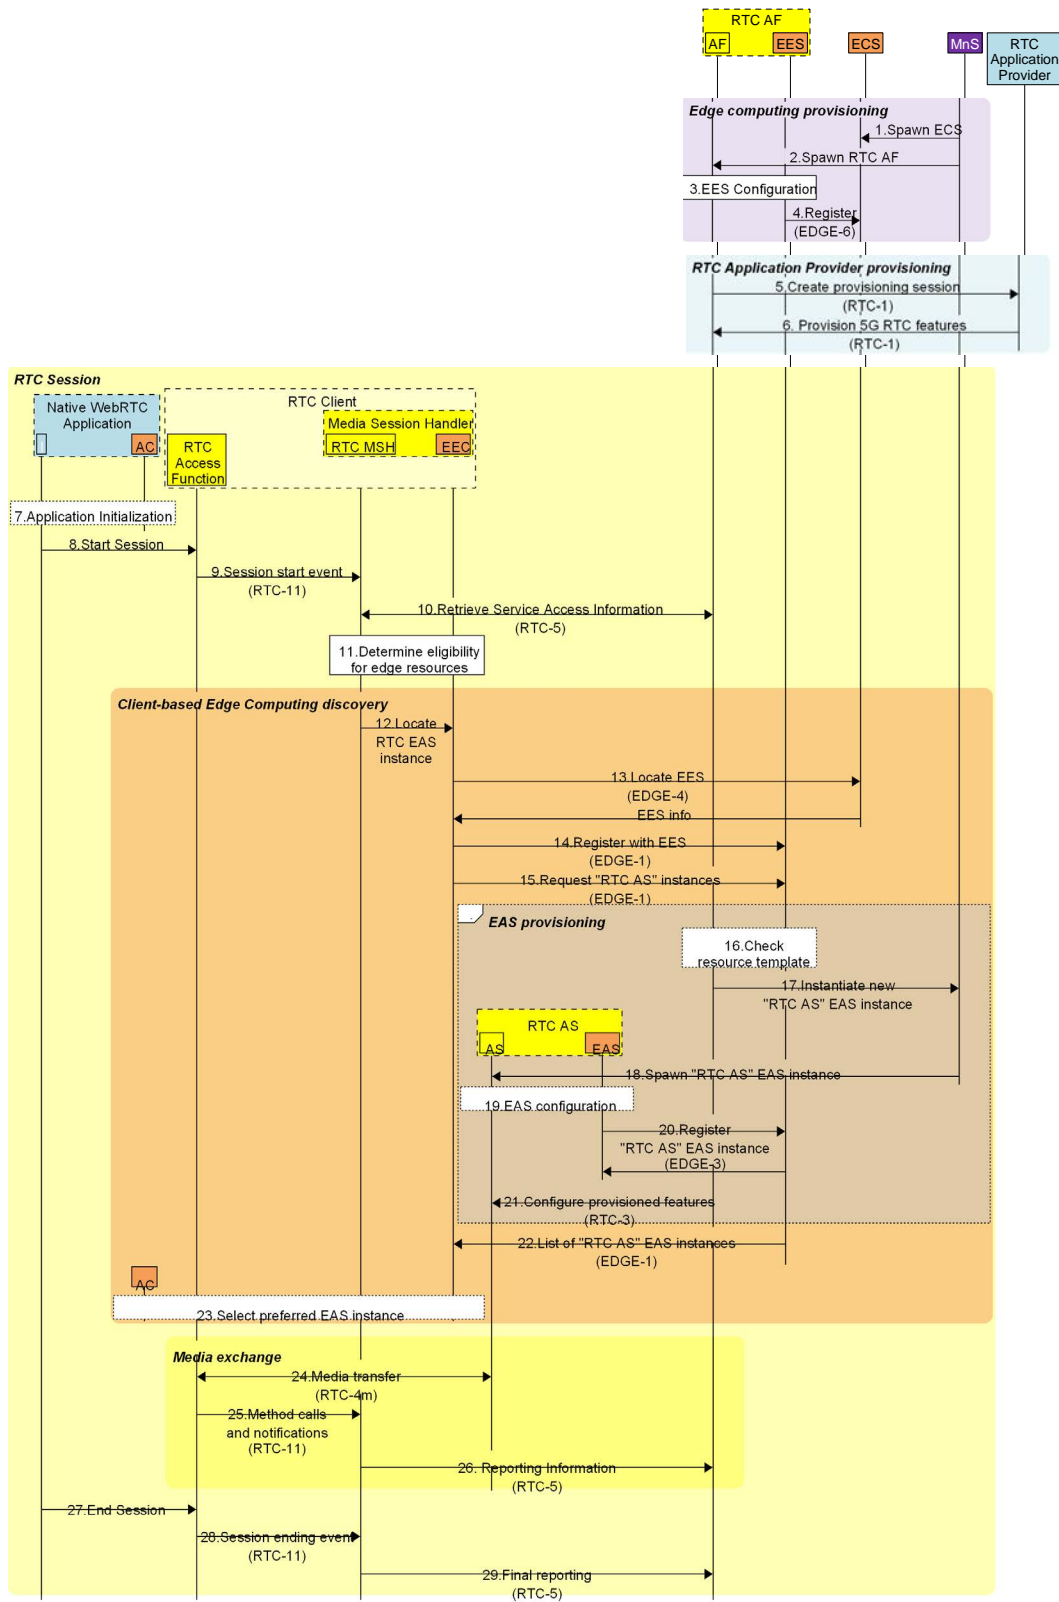 RTC AF
AF
EES
ECS
MnS
RTC
Application
Provider
Edge computing provisioning
1.Spawn ECS
2.Spawn RTC AF
3.EES Configuration
4.Register
(EDGE-6)
RTC Application Provider provisioning
5.Create provisioning session
(RTC-1)
6. Provision 5G RTC features
(RTC-1)
RTC Session
Native WebRTC
Application
AC
RTC Client
RTC
Access
Function
Media Session Handler
RTC MSH
EEC
7.Application Initialization
8.Start Session
9.Session start event
(RTC-11)
10.Retrieve Service Access Information
(RTC-5)
11.Determine eligibility
for edge resources
Client-based Edge Computing discovery
12.Locate
RTC EAS
instance
13.Locate EES
(EDGE-4)
EES info
14.Register with EES
(EDGE-1)
15.Request "RTC AS" instances
(EDGE-1)
EAS provisioning
16.Check
resource template
17.Instantiate new
"RTC AS" EAS instance
RTC AS
AS
EAS
18.Spawn "RTC AS" EAS instance
19.EAS configuration
20.Register
"RTC AS" EAS instance
(EDGE-3)
21.Configure provisioned features
(RTC-3)
22.List of "RTC AS" EAS instances
(EDGE-1)
AC
23.Select preferred EAS instance
Media exchange
24.Media transfer
(RTC-4m)
25.Method calls
and notifications
(RTC-11)
26. Reporting Information
(RTC-5)
27.End Session
28.Session ending event
(RTC-11)
29.Final reporting
(RTC-5)